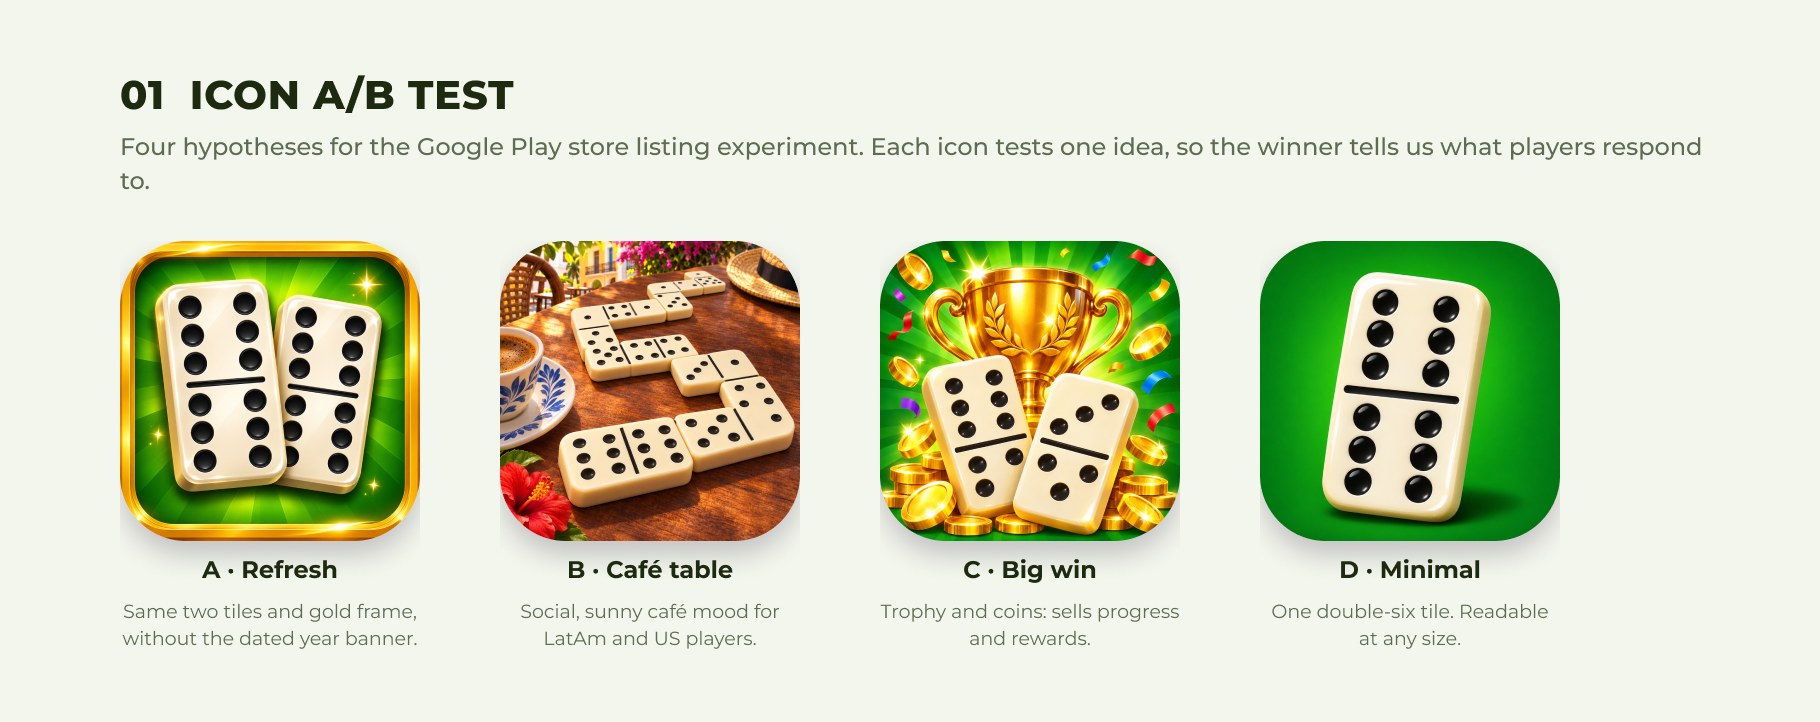 01 ICON A/B TEST
Four hypotheses for the Google Play store listing experiment. Each icon tests one idea, so the winner tells us what players respond
to.
A · Refresh
B · Café table
C · Big win
D · Minimal
Same two tiles and gold frame,
without the dated year banner.
Social, sunny café mood for
LatAm and US players.
Trophy and coins: sells progress
and rewards.
One double-six tile. Readable
at any size.